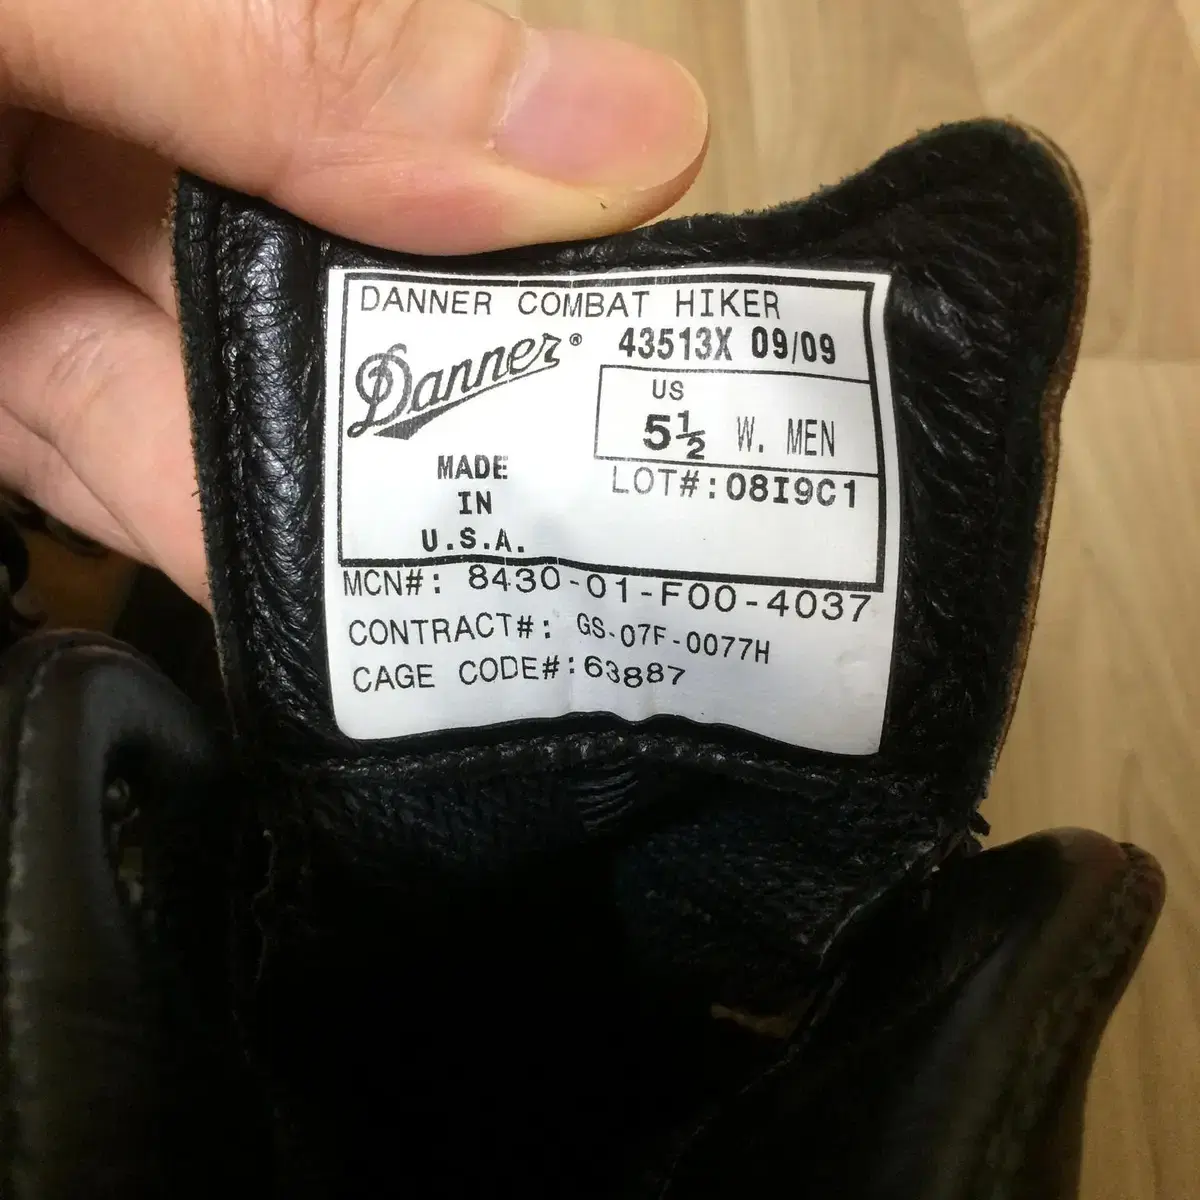 DANNER COMBAT HIKER
Danner®
43513X 09/09
US
5½ W. MEN
MADE
IN
U.S.A.
LOT#:08I9C1
MCN#: 8430-01-F00-4037
CONTRACT#: GS-07F-0077H
CAGE CODE#:63887